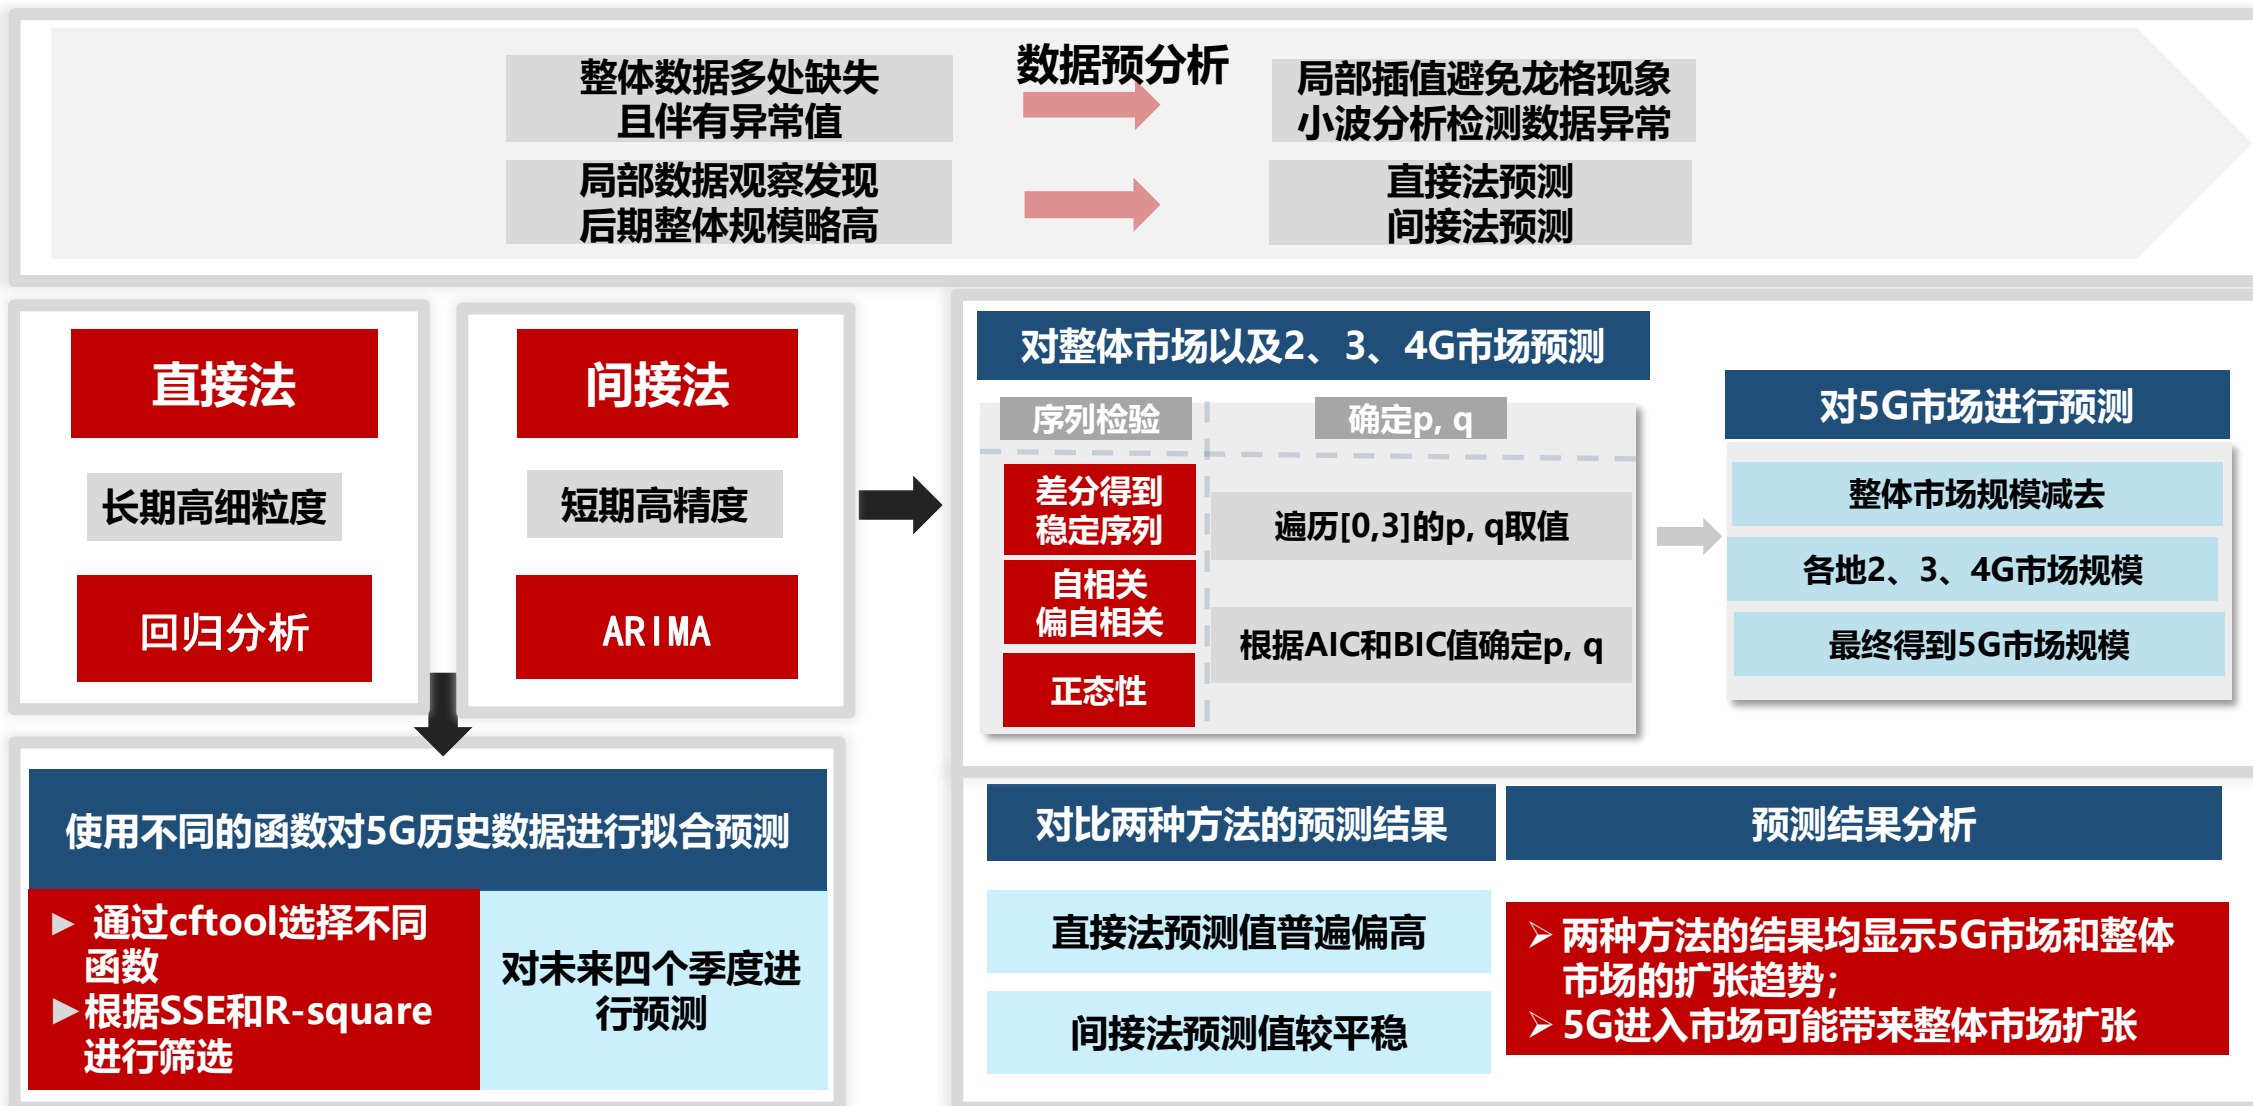 数据预分析
整体数据多处缺失
且伴有异常值
局部插值避免龙格现象
小波分析检测数据异常
局部数据观察发现
后期整体规模略高
直接法预测
间接法预测
直接法
长期高细粒度
回归分析
间接法
短期高精度
ARIMA
对整体市场以及2、3、4G市场预测
序列检验
确定p, q
差分得到
稳定序列
自相关
偏自相关
正态性
遍历[0,3]的p, q取值
根据AIC和BIC值确定p, q
对5G市场进行预测
整体市场规模减去
各地2、3、4G市场规模
最终得到5G市场规模
使用不同的函数对5G历史数据进行拟合预测
► 通过cftool选择不同
函数
►根据SSE和R-square
进行筛选
对未来四个季度进
行预测
对比两种方法的预测结果
直接法预测值普遍偏高
间接法预测值较平稳
预测结果分析
➢ 两种方法的结果均显示5G市场和整体
市场的扩张趋势；
➢ 5G进入市场可能带来整体市场扩张